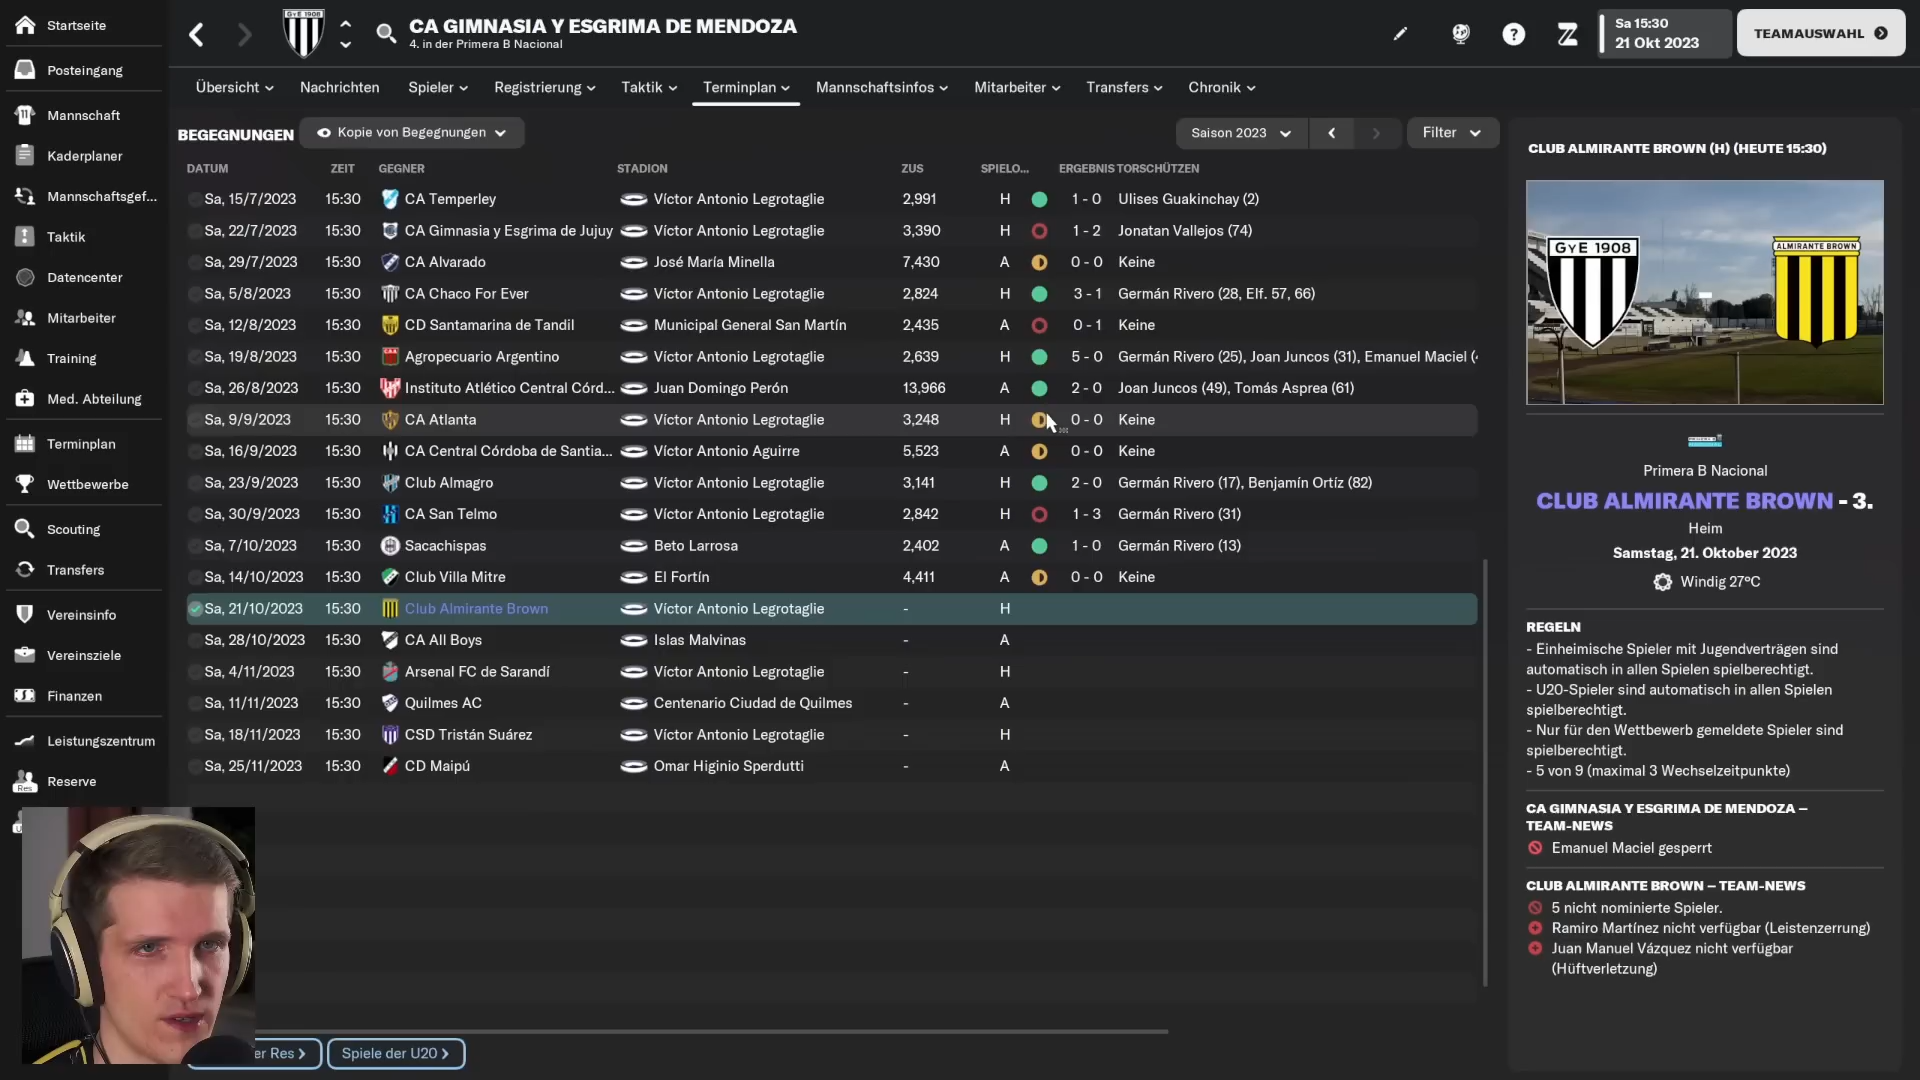 Startseite
Posteingang
Mannschaft
Kaderplaner
Mannschaftsgef...
Taktik
Datencenter
Mitarbeiter
Training
Med. Abteilung
Terminplan
Wettbewerbe
Scouting
Transfers
Vereinsinfo
Vereinsziele
Finanzen
Leistungszentrum
Res
Reserve
GYE 1908
CA GIMNASIA Y ESGRIMA DE MENDOZA
4. in der Primera B Nacional
Sa 15:30
21 Okt 2023
TEAMAUSWAHL
Übersicht Nachrichten Spieler Registrierung Taktik Terminplan Mannschaftsinfos Mitarbeiter Transfers Chronik
BEGEGNUNGEN Kopie von Begegnungen Saison 2023 Filter
DATUM ZEIT GEGNER STADION ZUS SPIELO... ERGEBNIS TORSCHÜTZEN
Sa, 15/7/2023 15:30 CA Temperley Víctor Antonio Legrotaglie 2,991 H 1 - 0 Ulises Guakinchay (2)
Sa, 22/7/2023 15:30 CA Gimnasia y Esgrima de Jujuy Víctor Antonio Legrotaglie 3,390 H 1 - 2 Jonatan Vallejos (74)
Sa, 29/7/2023 15:30 CA Alvarado José María Minella 7,430 A 0 - 0 Keine
Sa, 5/8/2023 15:30 CA Chaco For Ever Víctor Antonio Legrotaglie 2,824 H 3 - 1 Germán Rivero (28, Elf. 57, 66)
Sa, 12/8/2023 15:30 CD Santamarina de Tandil Municipal General San Martín 2,435 A 0 - 1 Keine
Sa, 19/8/2023 15:30 Agropecuario Argentino Víctor Antonio Legrotaglie 2,639 H 5 - 0 Germán Rivero (25), Joan Juncos (31), Emanuel Maciel (
Sa, 26/8/2023 15:30 Instituto Atlético Central Córd... Juan Domingo Perón 13,966 A 2 - 0 Joan Juncos (49), Tomás Asprea (61)
Sa, 9/9/2023 15:30 CA Atlanta Víctor Antonio Legrotaglie 3,248 H 0 - 0 Keine
Sa, 16/9/2023 15:30 CA Central Córdoba de Santia... Víctor Antonio Aguirre 5,523 A 0 - 0 Keine
Sa, 23/9/2023 15:30 Club Almagro Víctor Antonio Legrotaglie 3,141 H 2 - 0 Germán Rivero (17), Benjamín Ortíz (82)
Sa, 30/9/2023 15:30 CA San Telmo Víctor Antonio Legrotaglie 2,842 H 1 - 3 Germán Rivero (31)
Sa, 7/10/2023 15:30 Sacachispas Beto Larrosa 2,402 A 1 - 0 Germán Rivero (13)
Sa, 14/10/2023 15:30 Club Villa Mitre El Fortín 4,411 A 0 - 0 Keine
Sa, 21/10/2023 15:30 Club Almirante Brown Víctor Antonio Legrotaglie - H
Sa, 28/10/2023 15:30 CA All Boys Islas Malvinas - A
Sa, 4/11/2023 15:30 Arsenal FC de Sarandí Víctor Antonio Legrotaglie - H
Sa, 11/11/2023 15:30 Quilmes AC Centenario Ciudad de Quilmes - A
Sa, 18/11/2023 15:30 CSD Tristán Suárez Víctor Antonio Legrotaglie - H
Sa, 25/11/2023 15:30 CD Maipú Omar Higinio Sperdutti - A
er Res Spiele der U20
CLUB ALMIRANTE BROWN (H) (HEUTE 15:30)
GYE 1908
ALMIRANTE BROWN
Primera B Nacional
CLUB ALMIRANTE BROWN - 3.
Heim
Samstag, 21. Oktober 2023
Windig 27°C
REGELN
- Einheimische Spieler mit Jugendverträgen sind
automatisch in allen Spielen spielberechtigt.
- U20-Spieler sind automatisch in allen Spielen
spielberechtigt.
- Nur für den Wettbewerb gemeldete Spieler sind
spielberechtigt.
- 5 von 9 (maximal 3 Wechselzeitpunkte)
CA GIMNASIA Y ESGRIMA DE MENDOZA –
TEAM-NEWS
Emanuel Maciel gesperrt
CLUB ALMIRANTE BROWN – TEAM-NEWS
5 nicht nominierte Spieler.
Ramiro Martínez nicht verfügbar (Leistenzerrung)
Juan Manuel Vázquez nicht verfügbar
(Hüftverletzung)